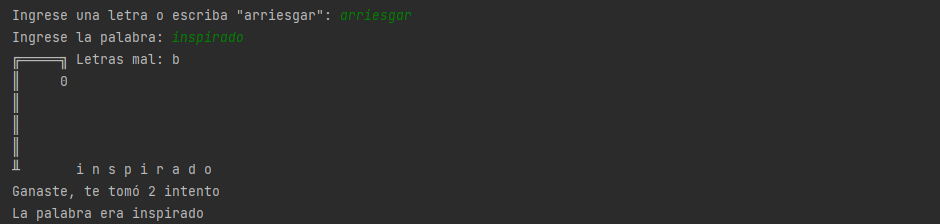 Ingrese una letra o escriba "arriesgar": arriesgar
Ingrese la palabra: inspirado
╔═════╗ Letras mal: b
║     0
║
║
║
╨       i n s p i r a d o
Ganaste, te tomó 2 intento
La palabra era inspirado